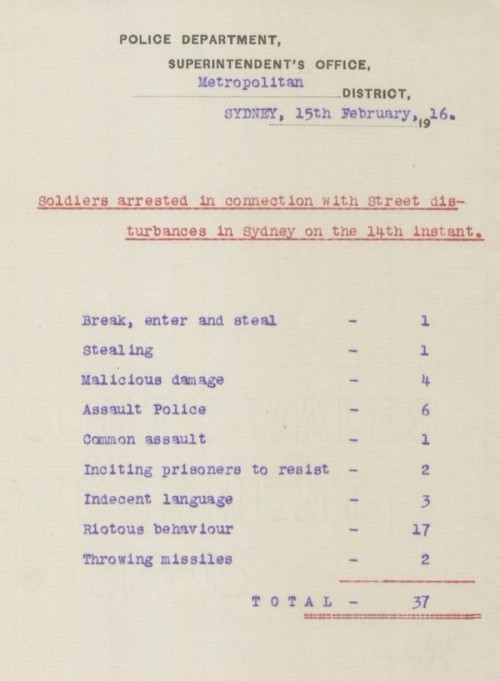 POLICE DEPARTMENT,
SUPERINTENDENT'S OFFICE,
Metropolitan
DISTRICT,
SYDNEY, 15th February, 1916.
Soldiers arrested in connection with Street dis-
turbances in Sydney on the 14th instant.
Break, enter and steal - 1
Stealing - 1
Malicious damage - 4
Assault Police - 6
Common assault - 1
Inciting prisoners to resist - 2
Indecent language - 3
Riotous behaviour - 17
Throwing missiles - 2
T O T A L - 37